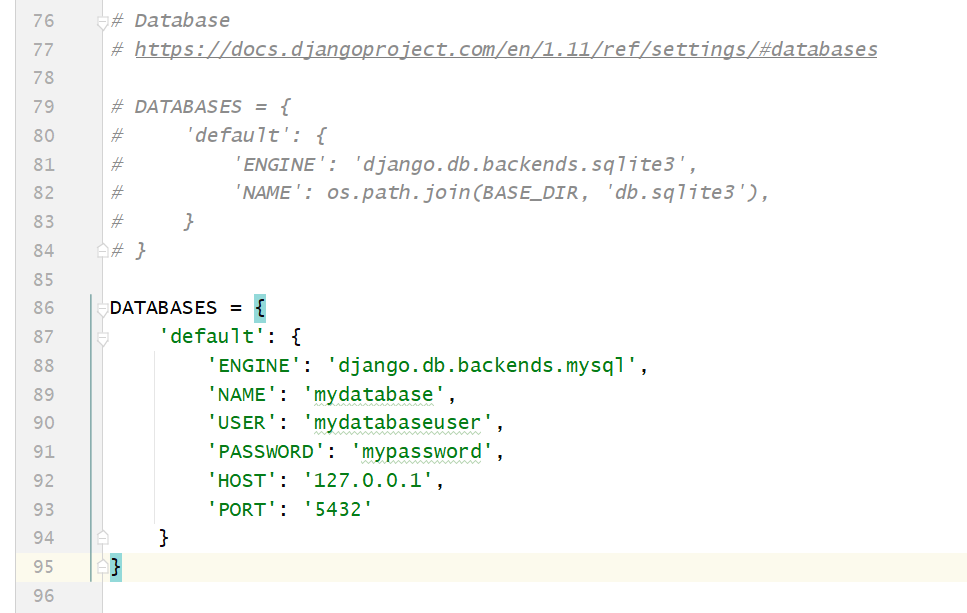 76 # Database
77 # https://docs.djangoproject.com/en/1.11/ref/settings/#databases
78
79 # DATABASES = {
80 #     'default': {
81 #         'ENGINE': 'django.db.backends.sqlite3',
82 #         'NAME': os.path.join(BASE_DIR, 'db.sqlite3'),
83 #     }
84 # }
85
86 DATABASES = {
87     'default': {
88         'ENGINE': 'django.db.backends.mysql',
89         'NAME': 'mydatabase',
90         'USER': 'mydatabaseuser',
91         'PASSWORD': 'mypassword',
92         'HOST': '127.0.0.1',
93         'PORT': '5432'
94     }
95 }
96